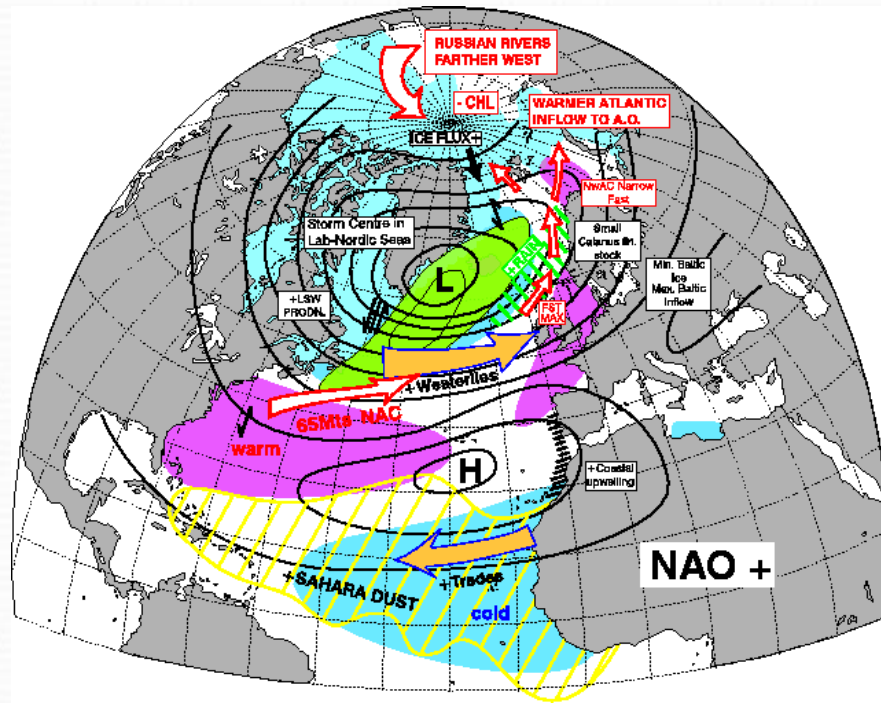 RUSSIAN RIVERS
FARTHER WEST
- CHL
WARMER ATLANTIC
INFLOW TO A.O.
ICE FLUX+
NwAC Narrow
Fast
Storm Centre in
Lab-Nordic Seas
Small
Calanus fin.
stock
+RAIN
Min. Baltic
Ice
Max. Baltic
Inflow
L
+LSW
PRODN.
FST
MAX
+Westerlies
65Mts NAC
warm
H
+Coastal
upwelling
NAO +
+SAHARA DUST
+Trades
cold